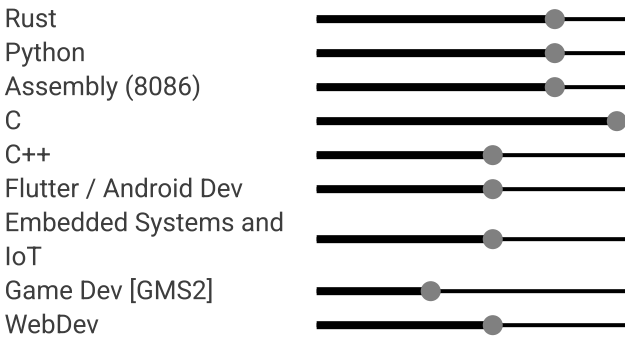 Rust
Python
Assembly (8086)
C
C++
Flutter / Android Dev
Embedded Systems and
IoT
Game Dev [GMS2]
WebDev